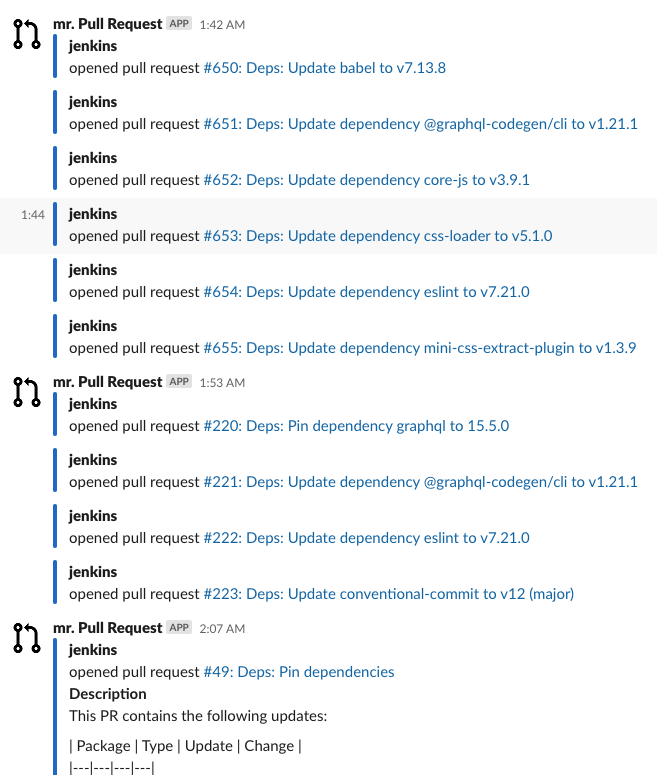 mr. Pull Request APP 1:42 AM
jenkins
opened pull request #650: Deps: Update babel to v7.13.8
jenkins
opened pull request #651: Deps: Update dependency @graphql-codegen/cli to v1.21.1
jenkins
opened pull request #652: Deps: Update dependency core-js to v3.9.1
1:44 jenkins
opened pull request #653: Deps: Update dependency css-loader to v5.1.0
jenkins
opened pull request #654: Deps: Update dependency eslint to v7.21.0
jenkins
opened pull request #655: Deps: Update dependency mini-css-extract-plugin to v1.3.9
mr. Pull Request APP 1:53 AM
jenkins
opened pull request #220: Deps: Pin dependency graphql to 15.5.0
jenkins
opened pull request #221: Deps: Update dependency @graphql-codegen/cli to v1.21.1
jenkins
opened pull request #222: Deps: Update dependency eslint to v7.21.0
jenkins
opened pull request #223: Deps: Update conventional-commit to v12 (major)
mr. Pull Request APP 2:07 AM
jenkins
opened pull request #49: Deps: Pin dependencies
Description
This PR contains the following updates:
| Package | Type | Update | Change |
|---|---|---|---|